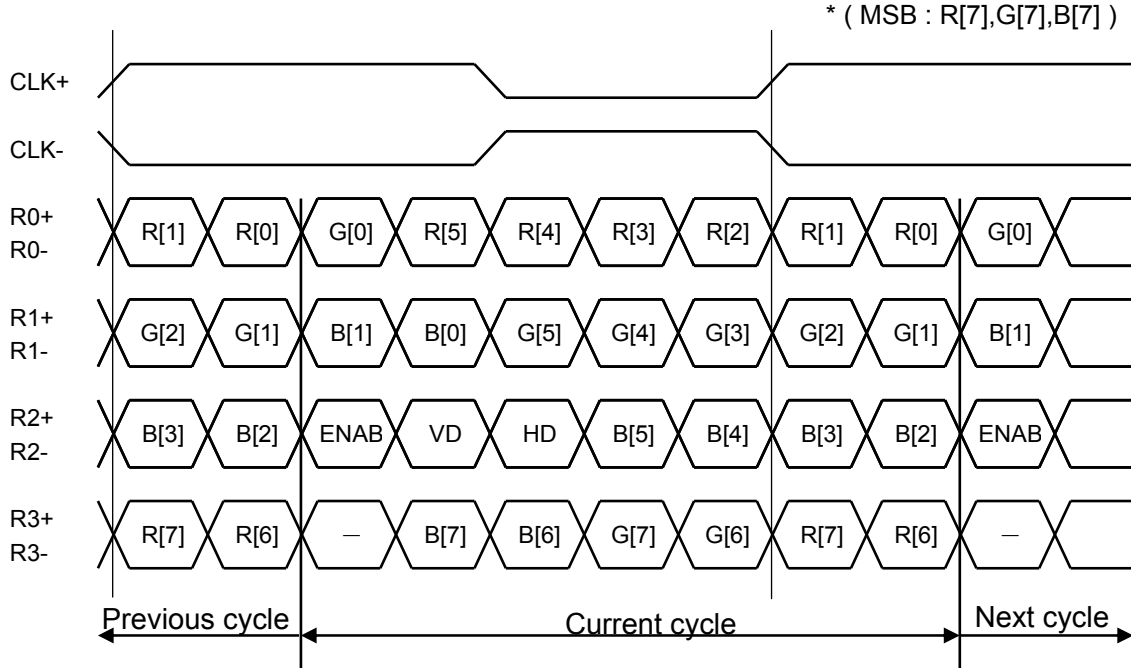 * ( MSB : R[7],G[7],B[7] )
CLK+
CLK-
R0+
R0-
R[1] R[0] G[0] R[5] R[4] R[3] R[2] R[1] R[0] G[0]
R1+
R1-
G[2] G[1] B[1] B[0] G[5] G[4] G[3] G[2] G[1] B[1]
R2+
R2-
B[3] B[2] ENAB VD HD B[5] B[4] B[3] B[2] ENAB
R3+
R3-
R[7] R[6] — B[7] B[6] G[7] G[6] R[7] R[6] —
Previous cycle Current cycle Next cycle